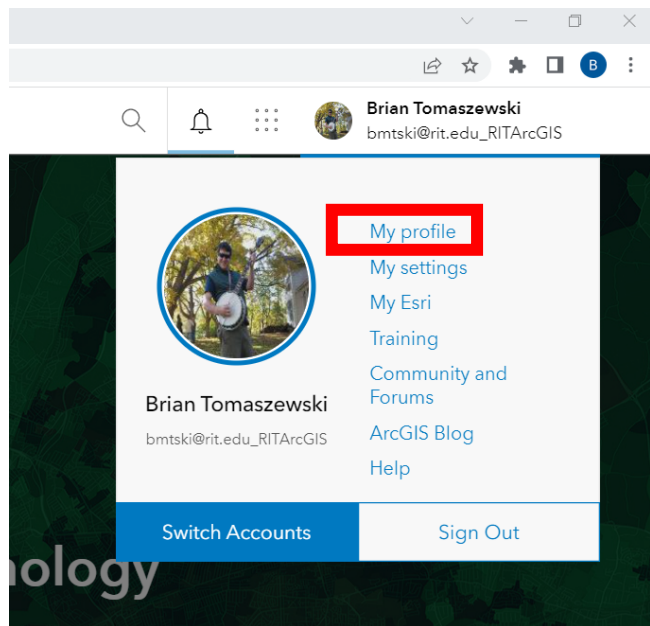 B
Brian Tomaszewski
bmtski@rit.edu_RITArcGIS
My profile
My settings
My Esri
Training
Community and
Forums
ArcGIS Blog
Help
Brian Tomaszewski
bmtski@rit.edu_RITArcGIS
Switch Accounts
Sign Out
nology